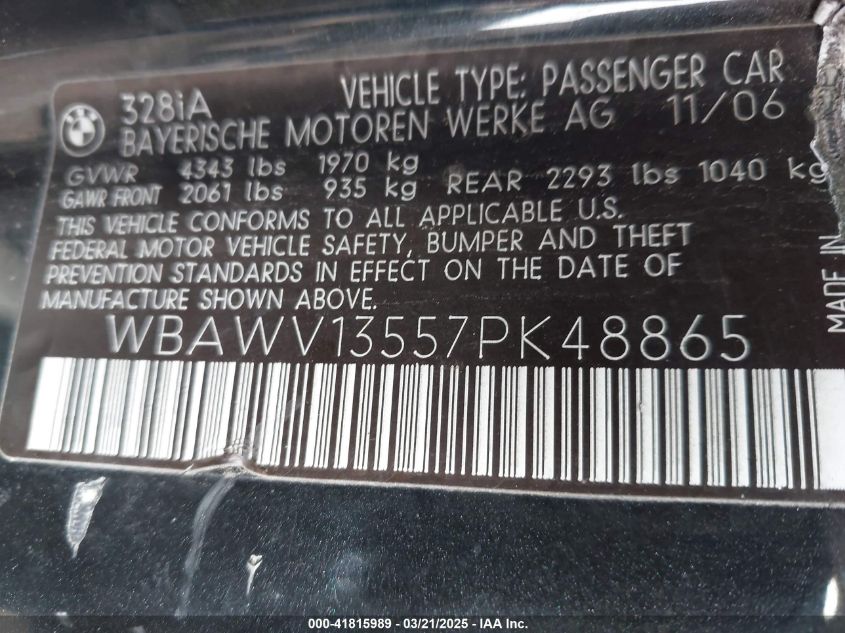 328iA VEHICLE TYPE: PASSENGER CAR
BAYERISCHE MOTOREN WERKE AG 11/06
GVWR 4343 lbs 1970 kg
GAWR FRONT 2061 lbs 935 kg REAR 2293 lbs 1040 kg
THIS VEHICLE CONFORMS TO ALL APPLICABLE U.S.
FEDERAL MOTOR VEHICLE SAFETY, BUMPER AND THEFT
PREVENTION STANDARDS IN EFFECT ON THE DATE OF
MANUFACTURE SHOWN ABOVE.
MADE IN
WBAWV13557PK48865
000-41815989 - 03/21/2025 - IAA Inc.